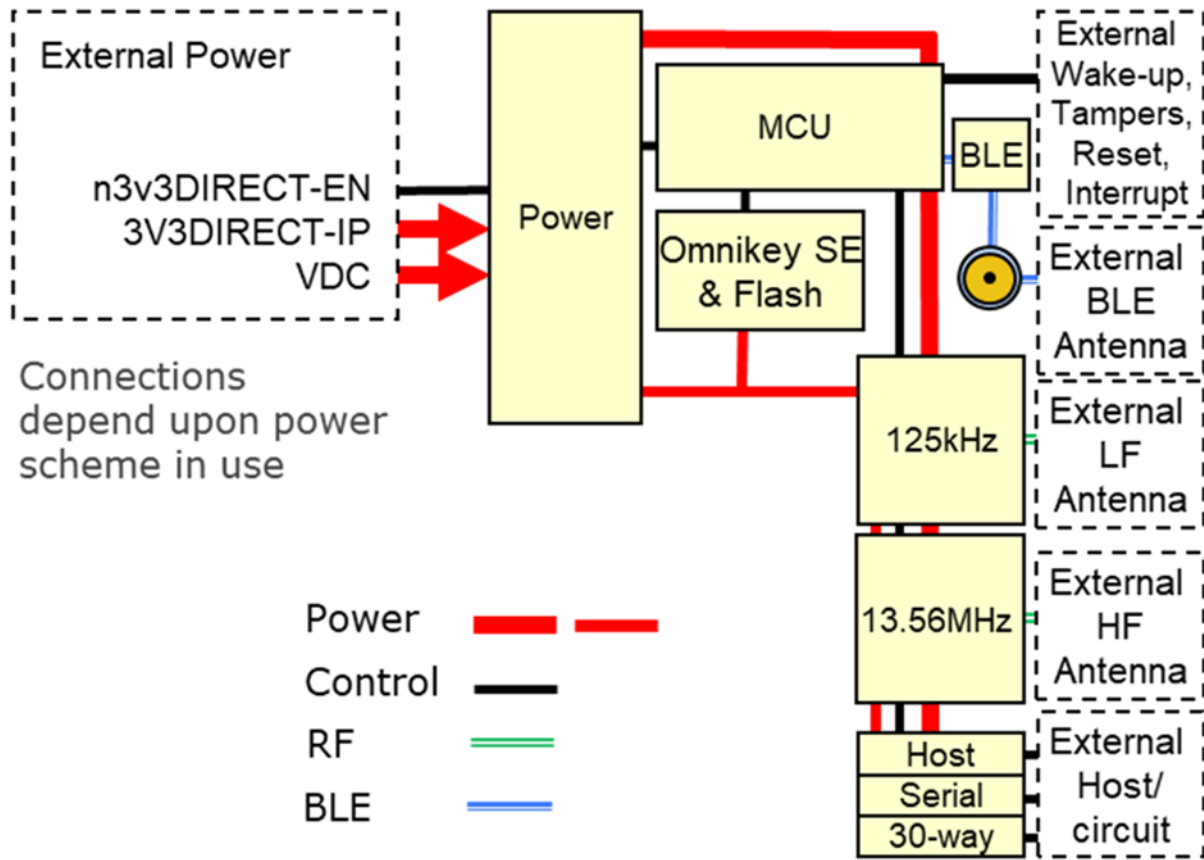 External Power
n3v3DIRECT-EN
3V3DIRECT-IP
VDC
Connections
depend upon power
scheme in use
Power
MCU
BLE
Omnikey SE
& Flash
125kHz
13.56MHz
Host
Serial
30-way
External
Wake-up,
Tampers,
Reset,
Interrupt
External
BLE
Antenna
External
LF
Antenna
External
HF
Antenna
External
Host/
circuit
Power
Control
RF
BLE